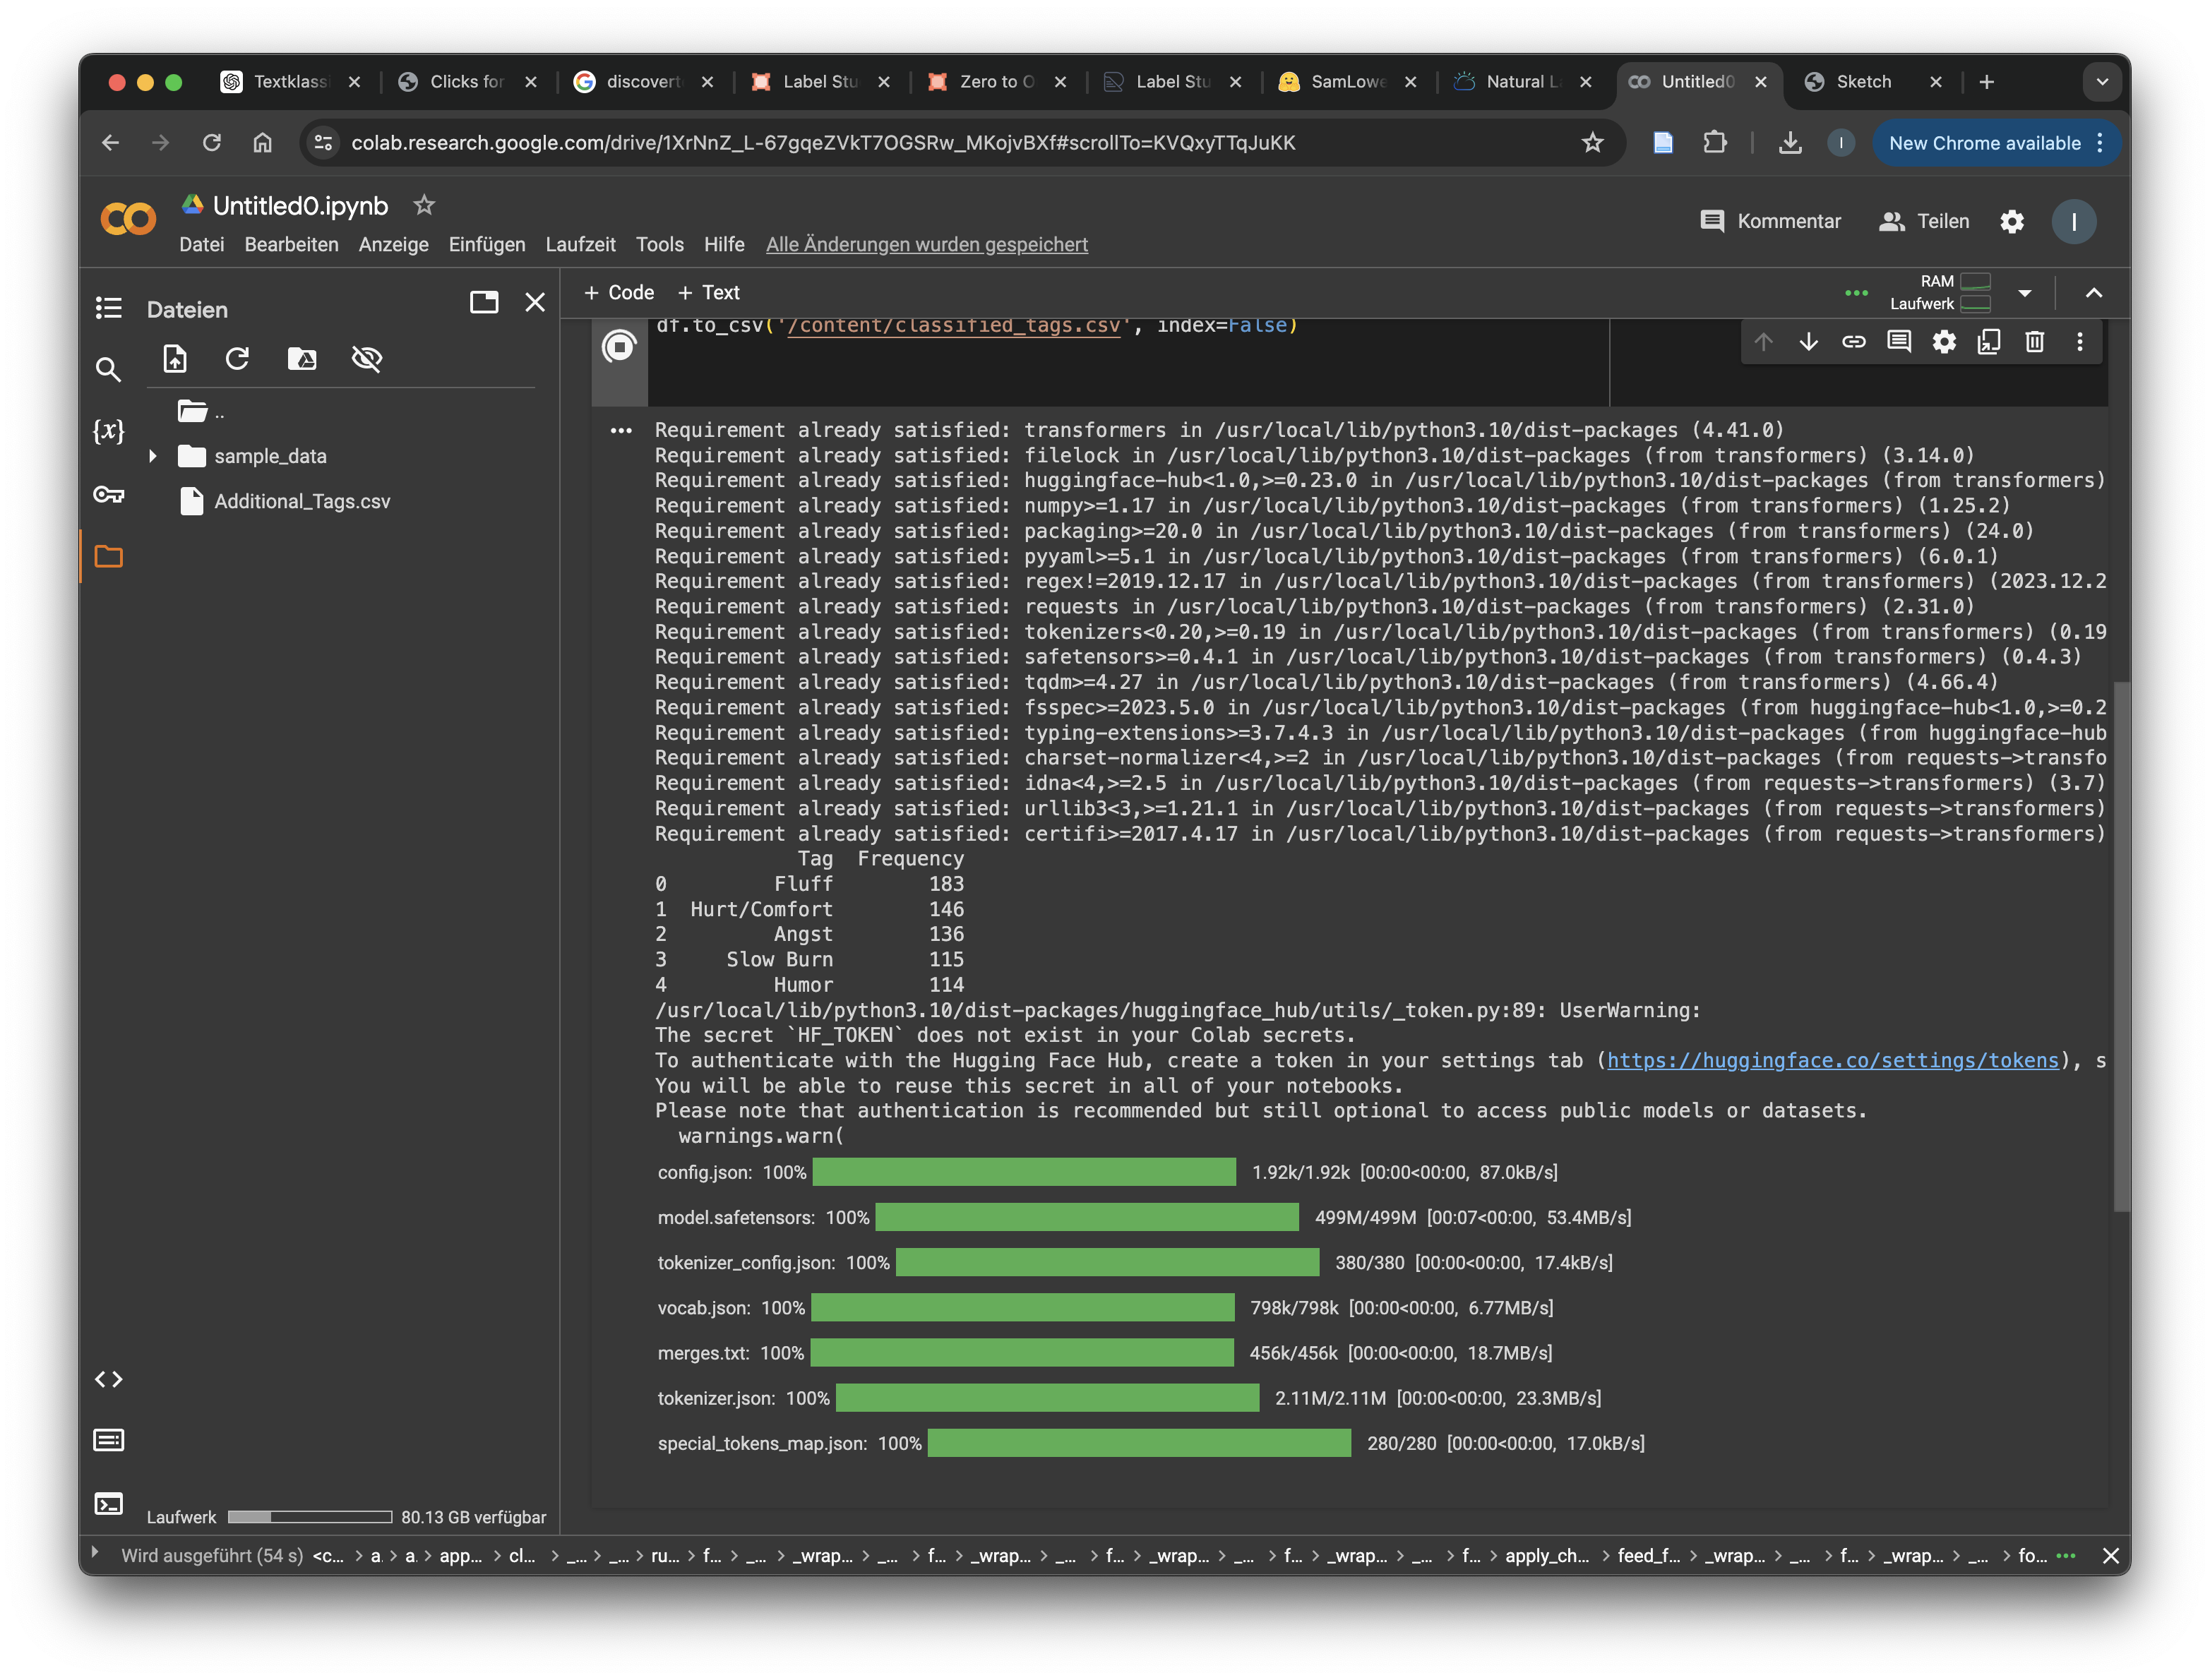 Textklass
Clicks for
discovert
Label Stu
Zero to O
Label Stu
SamLowe
Natural L
Untitled0
Sketch
colab.research.google.com/drive/1XrNnZ_L-67gqeZVkT7OGSRw_MKojvBXf#scrollTo=KVQxyTTqJuKK
I
New Chrome available
Untitled0.ipynb
Kommentar
Teilen
I
Datei Bearbeiten Anzeige Einfügen Laufzeit Tools Hilfe Alle Änderungen wurden gespeichert
Dateien
+ Code + Text
RAM
Laufwerk
..
sample_data
Additional_Tags.csv
{x}
df.to_csv('/content/classified_tags.csv', index=False)
Requirement already satisfied: transformers in /usr/local/lib/python3.10/dist-packages (4.41.0)
Requirement already satisfied: filelock in /usr/local/lib/python3.10/dist-packages (from transformers) (3.14.0)
Requirement already satisfied: huggingface-hub<1.0,>=0.23.0 in /usr/local/lib/python3.10/dist-packages (from transformers)
Requirement already satisfied: numpy>=1.17 in /usr/local/lib/python3.10/dist-packages (from transformers) (1.25.2)
Requirement already satisfied: packaging>=20.0 in /usr/local/lib/python3.10/dist-packages (from transformers) (24.0)
Requirement already satisfied: pyyaml>=5.1 in /usr/local/lib/python3.10/dist-packages (from transformers) (6.0.1)
Requirement already satisfied: regex!=2019.12.17 in /usr/local/lib/python3.10/dist-packages (from transformers) (2023.12.2
Requirement already satisfied: requests in /usr/local/lib/python3.10/dist-packages (from transformers) (2.31.0)
Requirement already satisfied: tokenizers<0.20,>=0.19 in /usr/local/lib/python3.10/dist-packages (from transformers) (0.19
Requirement already satisfied: safetensors>=0.4.1 in /usr/local/lib/python3.10/dist-packages (from transformers) (0.4.3)
Requirement already satisfied: tqdm>=4.27 in /usr/local/lib/python3.10/dist-packages (from transformers) (4.66.4)
Requirement already satisfied: fsspec>=2023.5.0 in /usr/local/lib/python3.10/dist-packages (from huggingface-hub<1.0,>=0.2
Requirement already satisfied: typing-extensions>=3.7.4.3 in /usr/local/lib/python3.10/dist-packages (from huggingface-hub
Requirement already satisfied: charset-normalizer<4,>=2 in /usr/local/lib/python3.10/dist-packages (from requests->transfo
Requirement already satisfied: idna<4,>=2.5 in /usr/local/lib/python3.10/dist-packages (from requests->transformers) (3.7)
Requirement already satisfied: urllib3<3,>=1.21.1 in /usr/local/lib/python3.10/dist-packages (from requests->transformers)
Requirement already satisfied: certifi>=2017.4.17 in /usr/local/lib/python3.10/dist-packages (from requests->transformers)
Tag Frequency
0 Fluff 183
1 Hurt/Comfort 146
2 Angst 136
3 Slow Burn 115
4 Humor 114
/usr/local/lib/python3.10/dist-packages/huggingface_hub/utils/_token.py:89: UserWarning:
The secret `HF_TOKEN` does not exist in your Colab secrets.
To authenticate with the Hugging Face Hub, create a token in your settings tab (https://huggingface.co/settings/tokens), s
You will be able to reuse this secret in all of your notebooks.
Please note that authentication is recommended but still optional to access public models or datasets.
warnings.warn(
config.json: 100% 1.92k/1.92k [00:00<00:00, 87.0kB/s]
model.safetensors: 100% 499M/499M [00:07<00:00, 53.4MB/s]
tokenizer_config.json: 100% 380/380 [00:00<00:00, 17.4kB/s]
vocab.json: 100% 798k/798k [00:00<00:00, 6.77MB/s]
merges.txt: 100% 456k/456k [00:00<00:00, 18.7MB/s]
tokenizer.json: 100% 2.11M/2.11M [00:00<00:00, 23.3MB/s]
special_tokens_map.json: 100% 280/280 [00:00<00:00, 17.0kB/s]
Laufwerk 80.13 GB verfügbar
Wird ausgeführt (54 s) <c... > a. > a. > app... > cl... > _... > _... > ru... > f... > _... > _wrap... > _... > f... > _wrap... > _... > f... > _wrap... > _... > f... > _wrap... > _... > f... > apply_ch... > feed_f... > _wrap... > _... > f... > _wrap... > _... > fo...